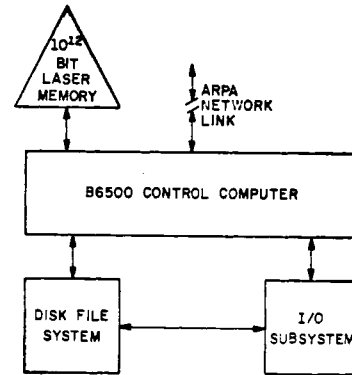 10¹²
BIT
LASER
MEMORY
ARPA
NETWORK
LINK
B6500 CONTROL COMPUTER
DISK FILE
SYSTEM
I/O
SUBSYSTEM